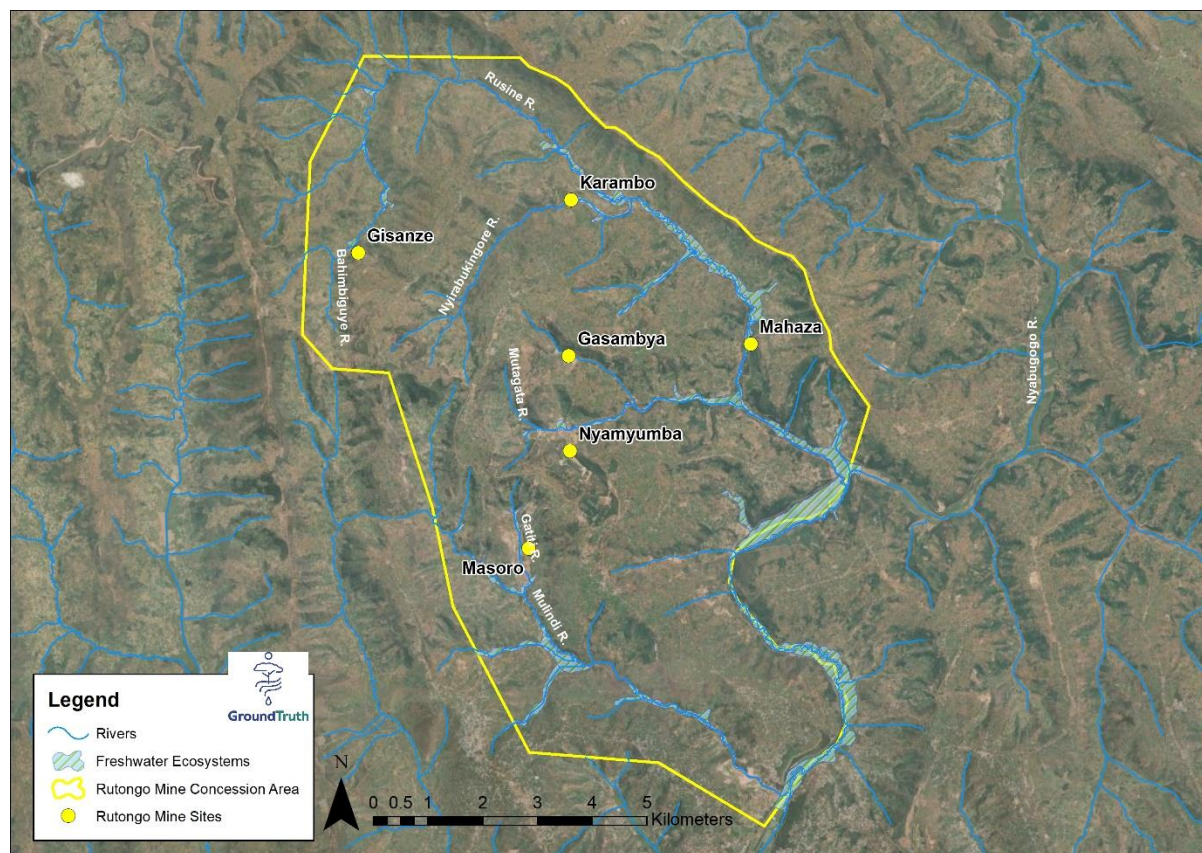 Rusine R.
Karambo
Gisanze
Bahimbiguye R.
Nyirabukingore R.
Mahaza
Gasambya
Nyabugogo R.
Mutagata R.
Nyamyumba
Masoro
Mulindi R.
Legend
GroundTruth
Rivers
Freshwater Ecosystems
Rutongo Mine Concession Area
Rutongo Mine Sites
N
0 0.5 1 2 3 4 5
Kilometers